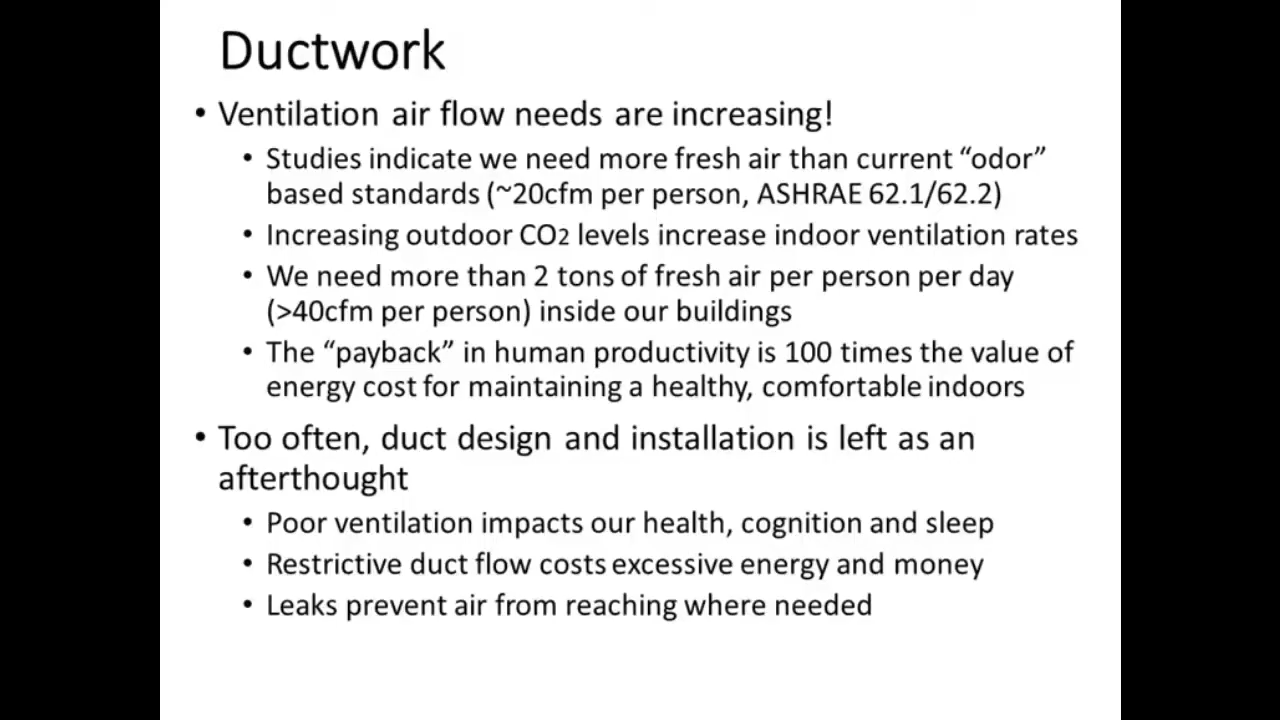 Ductwork
• Ventilation air flow needs are increasing!
• Studies indicate we need more fresh air than current “odor”
based standards (~20cfm per person, ASHRAE 62.1/62.2)
• Increasing outdoor CO2 levels increase indoor ventilation rates
• We need more than 2 tons of fresh air per person per day
(>40cfm per person) inside our buildings
• The “payback” in human productivity is 100 times the value of
energy cost for maintaining a healthy, comfortable indoors
• Too often, duct design and installation is left as an
afterthought
• Poor ventilation impacts our health, cognition and sleep
• Restrictive duct flow costs excessive energy and money
• Leaks prevent air from reaching where needed